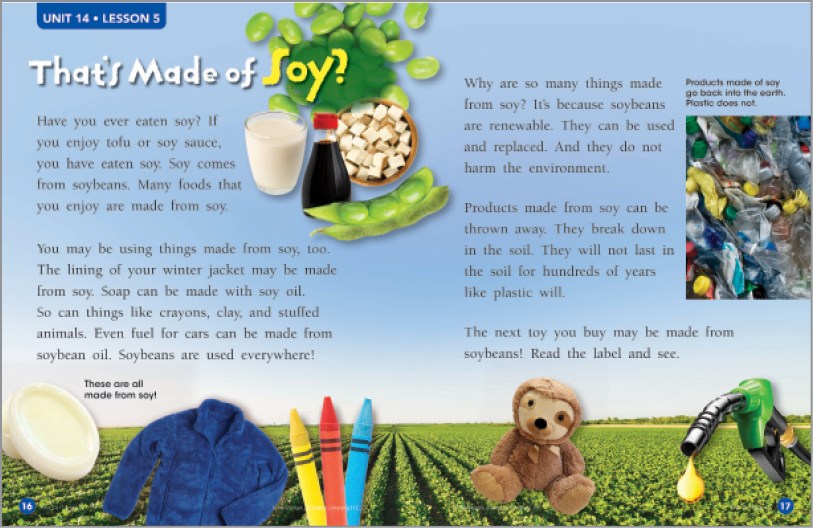 UNIT 14 • LESSON 5
That's Made of Soy?
Have you ever eaten soy? If
you enjoy tofu or soy sauce,
you have eaten soy. Soy comes
from soybeans. Many foods that
you enjoy are made from soy.
You may be using things made from soy, too.
The lining of your winter jacket may be made
from soy. Soap can be made with soy oil.
So can things like crayons, clay, and stuffed
animals. Even fuel for cars can be made from
soybean oil. Soybeans are used everywhere!
These are all
made from soy!
16
Why are so many things made
from soy? It's because soybeans
are renewable. They can be used
and replaced. And they do not
harm the environment.
Products made from soy can be
thrown away. They break down
in the soil. They will not last in
the soil for hundreds of years
like plastic will.
The next toy you buy may be made from
soybeans! Read the label and see.
Products made of soy
go back into the earth.
Plastic does not.
17